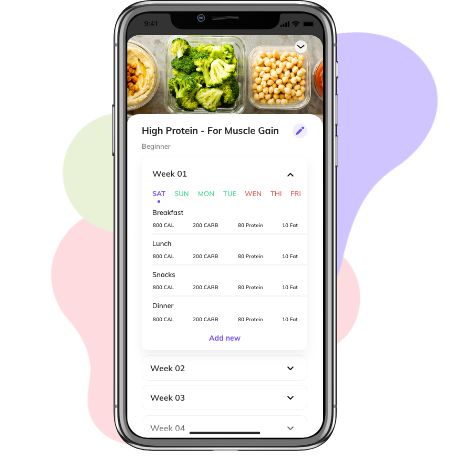 9:41
High Protein - For Muscle Gain
Beginner
Week 01
SAT SUN MON TUE WEN THI FRI
Breakfast
800 CAL 200 CARB 80 Protein 10 Fat
Lunch
800 CAL 200 CARB 80 Protein 10 Fat
Snacks
800 CAL 200 CARB 80 Protein 10 Fat
Dinner
800 CAL 200 CARB 80 Protein 10 Fat
Add new
Week 02
Week 03
Week 04